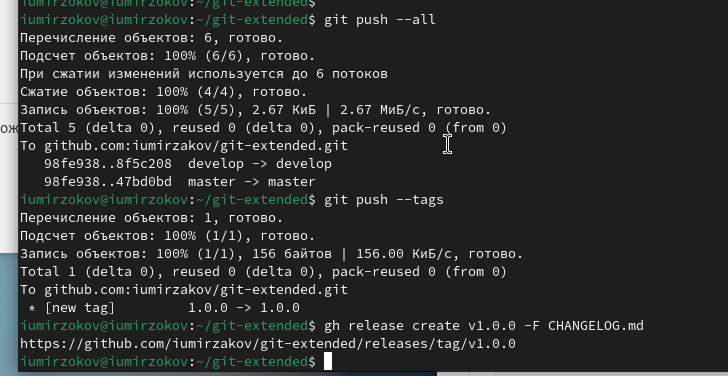 iumirzokov@iumirzokov:~/git-extended$
iumirzokov@iumirzokov:~/git-extended$ git push --all
Перечисление объектов: 6, готово.
Подсчет объектов: 100% (6/6), готово.
При сжатии изменений используется до 6 потоков
Сжатие объектов: 100% (4/4), готово.
Запись объектов: 100% (5/5), 2.67 КиБ | 2.67 МиБ/с, готово.
Total 5 (delta 0), reused 0 (delta 0), pack-reused 0 (from 0)
To github.com:iumirzakov/git-extended.git
98fe938..8f5c208 develop -> develop
98fe938..47bd0bd master -> master
iumirzokov@iumirzokov:~/git-extended$ git push --tags
Перечисление объектов: 1, готово.
Подсчет объектов: 100% (1/1), готово.
Запись объектов: 100% (1/1), 156 байтов | 156.00 КиБ/с, готово.
Total 1 (delta 0), reused 0 (delta 0), pack-reused 0 (from 0)
To github.com:iumirzakov/git-extended.git
* [new tag] 1.0.0 -> 1.0.0
iumirzokov@iumirzokov:~/git-extended$ gh release create v1.0.0 -F CHANGELOG.md
https://github.com/iumirzakov/git-extended/releases/tag/v1.0.0
iumirzokov@iumirzokov:~/git-extended$